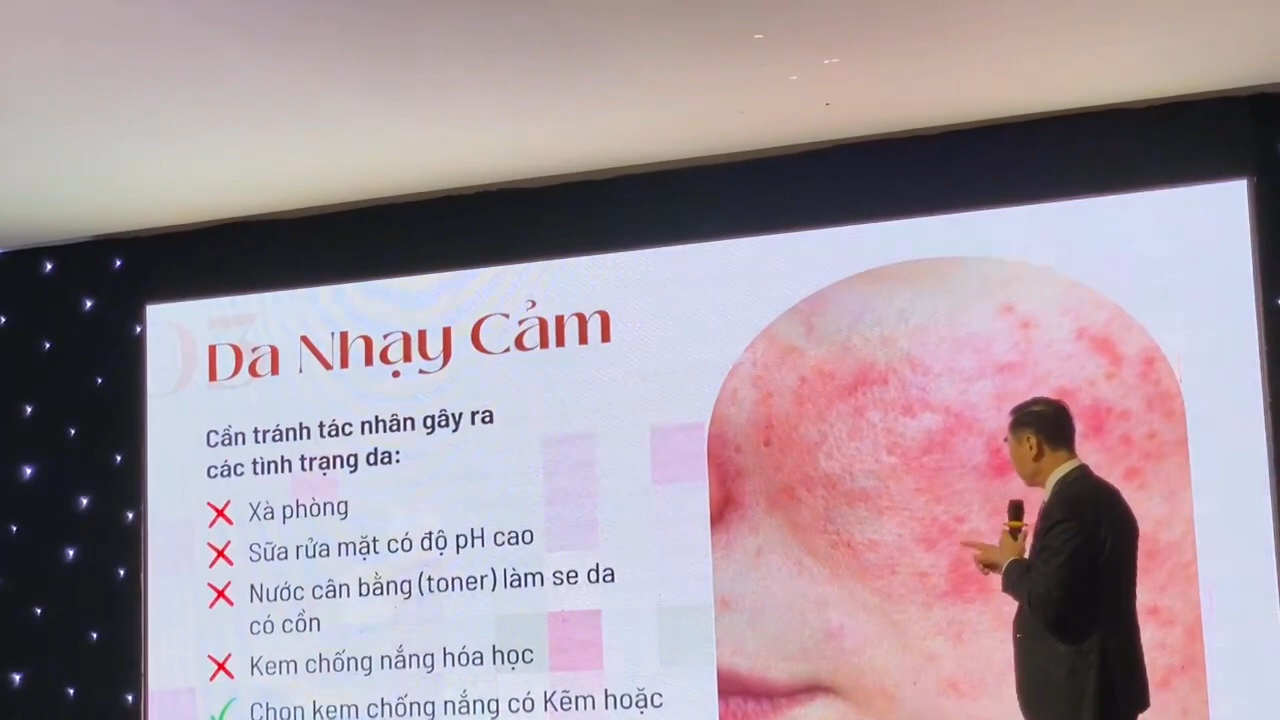 Da Nhạy Cảm
Cần tránh tác nhân gây ra
các tình trạng da:
Xà phòng
Sữa rửa mặt có độ pH cao
Nước cân bằng (toner) làm se da
có cồn
Kem chống nắng hóa học
Chọn kem chống nắng có Kẽm hoặc